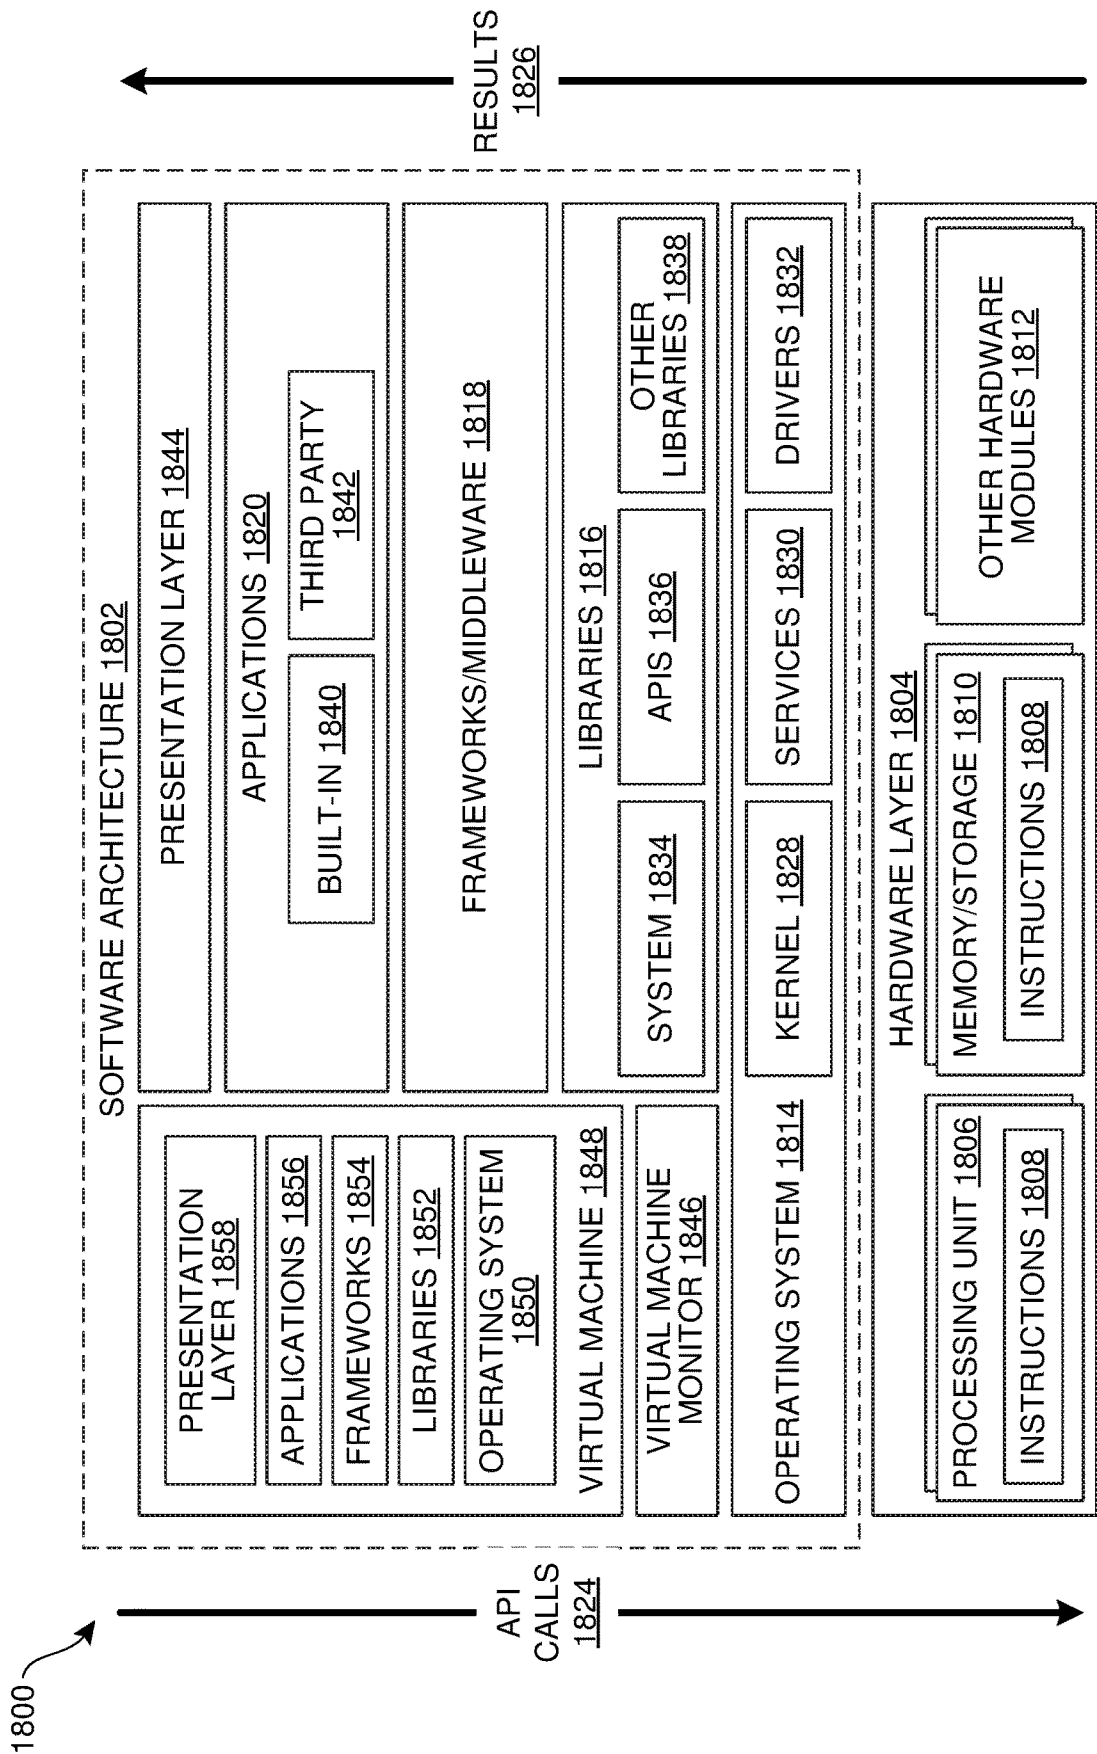 1800
API
CALLS
1824
SOFTWARE ARCHITECTURE 1802
PRESENTATION
LAYER 1858
APPLICATIONS 1856
FRAMEWORKS 1854
LIBRARIES 1852
OPERATING SYSTEM
1850
VIRTUAL MACHINE 1848
VIRTUAL MACHINE
MONITOR 1846
PRESENTATION LAYER 1844
APPLICATIONS 1820
BUILT-IN 1840
THIRD PARTY
1842
FRAMEWORKS/MIDDLEWARE 1818
LIBRARIES 1816
SYSTEM 1834
APIS 1836
OTHER
LIBRARIES 1838
OPERATING SYSTEM 1814
KERNEL 1828
SERVICES 1830
DRIVERS 1832
HARDWARE LAYER 1804
PROCESSING UNIT 1806
INSTRUCTIONS 1808
MEMORY/STORAGE 1810
INSTRUCTIONS 1808
OTHER HARDWARE
MODULES 1812
RESULTS
1826